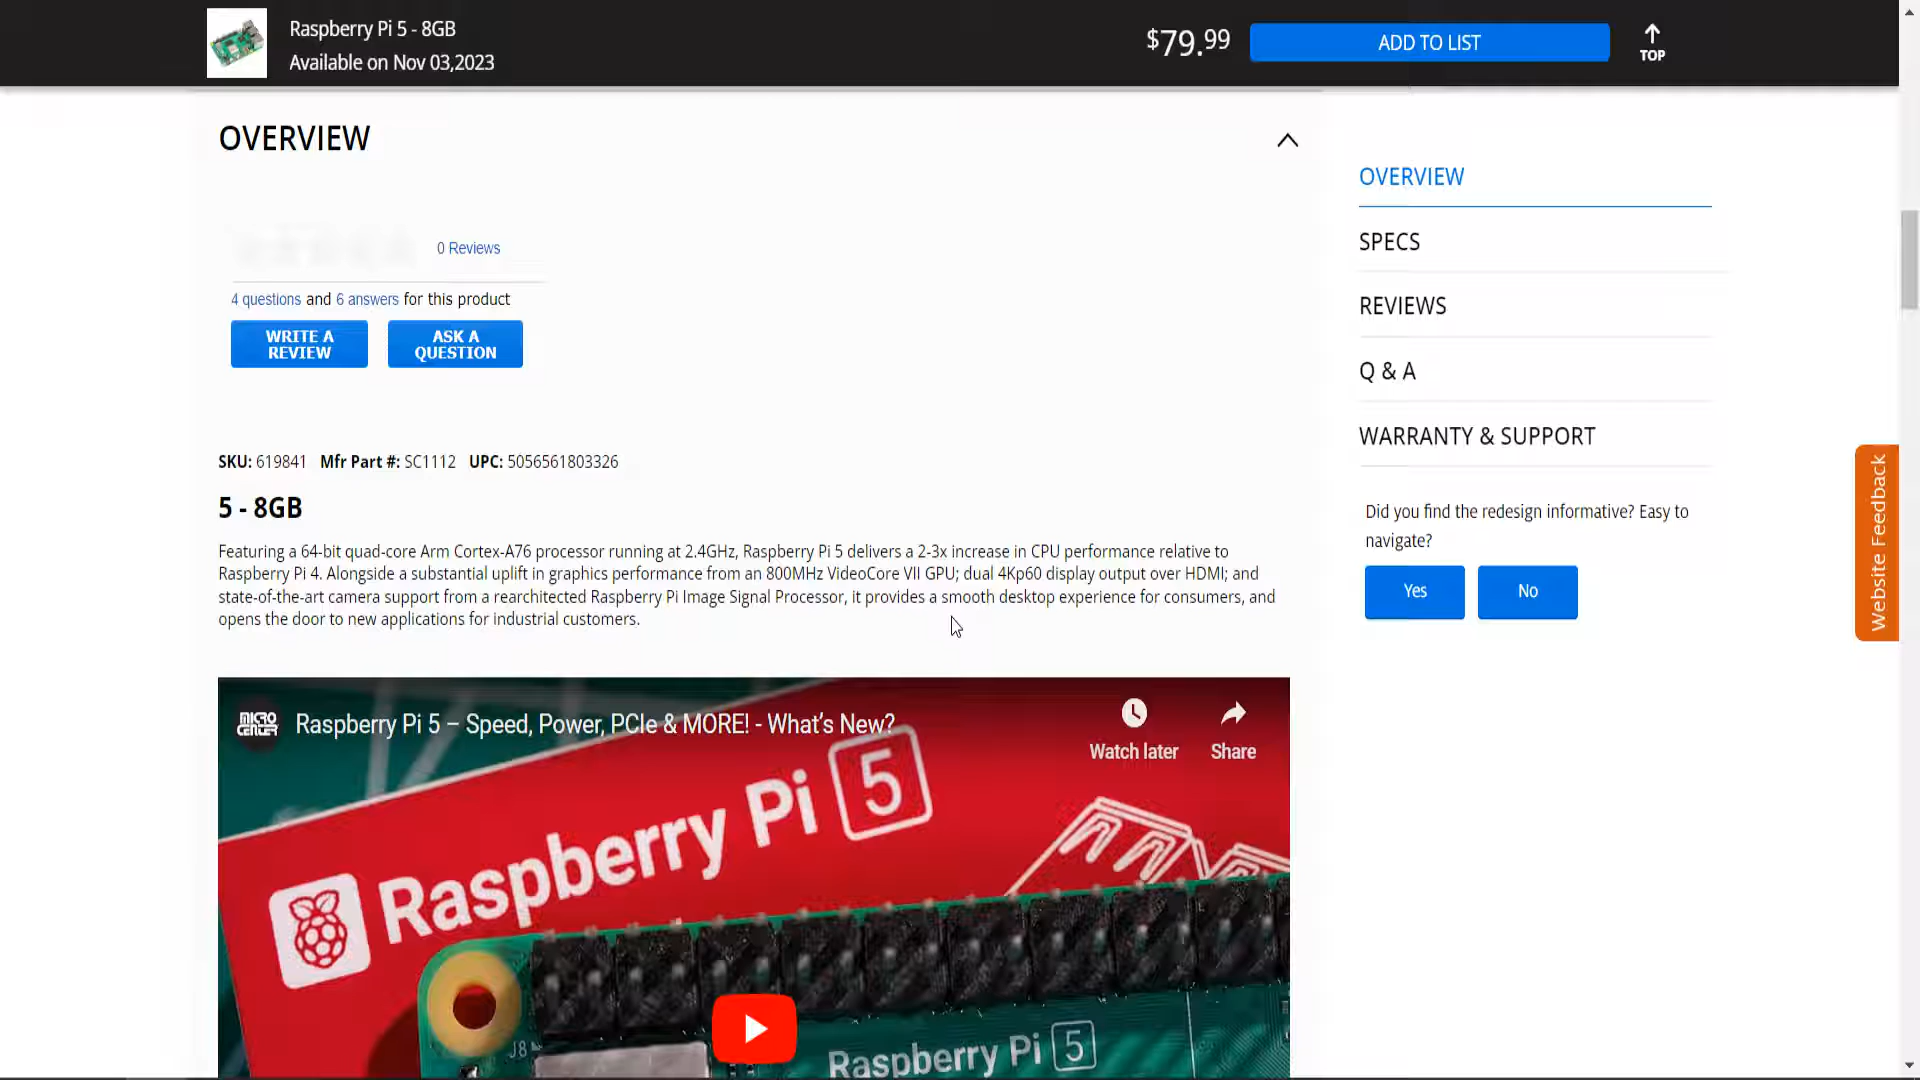 Raspberry Pi 5 - 8GB
Available on Nov 03,2023
$79.99
ADD TO LIST
TOP
OVERVIEW
0 Reviews
4 questions and 6 answers for this product
WRITE A
REVIEW
ASK A
QUESTION
SKU: 619841 Mfr Part #: SC1112 UPC: 5056561803326
5 - 8GB
Featuring a 64-bit quad-core Arm Cortex-A76 processor running at 2.4GHz, Raspberry Pi 5 delivers a 2-3x increase in CPU performance relative to
Raspberry Pi 4. Alongside a substantial uplift in graphics performance from an 800MHz VideoCore VII GPU; dual 4Kp60 display output over HDMI; and
state-of-the-art camera support from a rearchitected Raspberry Pi Image Signal Processor, it provides a smooth desktop experience for consumers, and
opens the door to new applications for industrial customers.
MICRO
CENTER
Raspberry Pi 5 – Speed, Power, PCIe & MORE! - What's New?
Watch later
Share
Raspberry Pi 5
J8
Raspberry Pi 5
OVERVIEW
SPECS
REVIEWS
Q & A
WARRANTY & SUPPORT
Did you find the redesign informative? Easy to
navigate?
Yes
No
Website Feedback